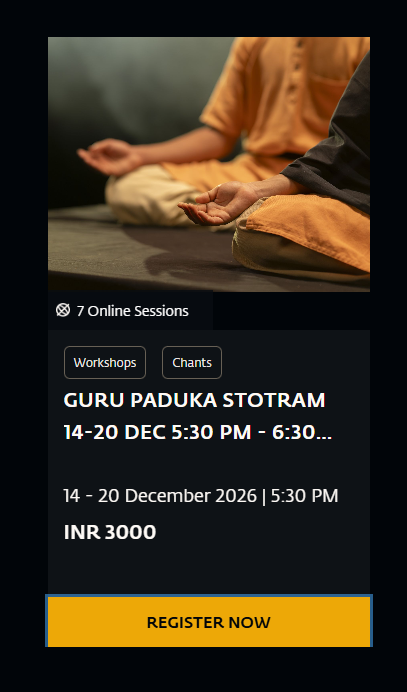 7 Online Sessions
Workshops
Chants
GURU PADUKA STOTRAM
14-20 DEC 5:30 PM - 6:30...
14 - 20 December 2026 | 5:30 PM
INR 3000
REGISTER NOW